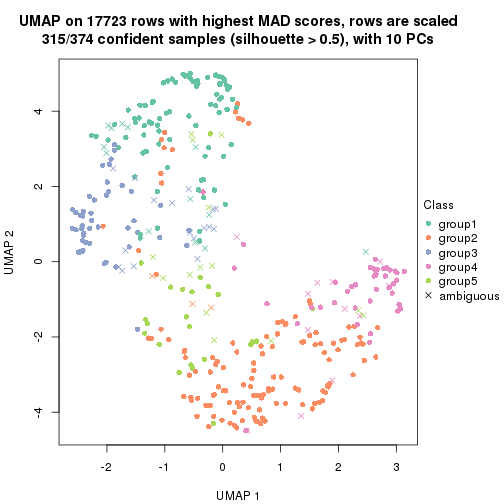 UMAP on 17723 rows with highest MAD scores, rows are scaled
315/374 confident samples (silhouette > 0.5), with 10 PCs
4
2
0
-2
-4
UMAP 2
-2
-1
0
1
2
3
UMAP 1
Class
group1
group2
group3
group4
group5
ambiguous